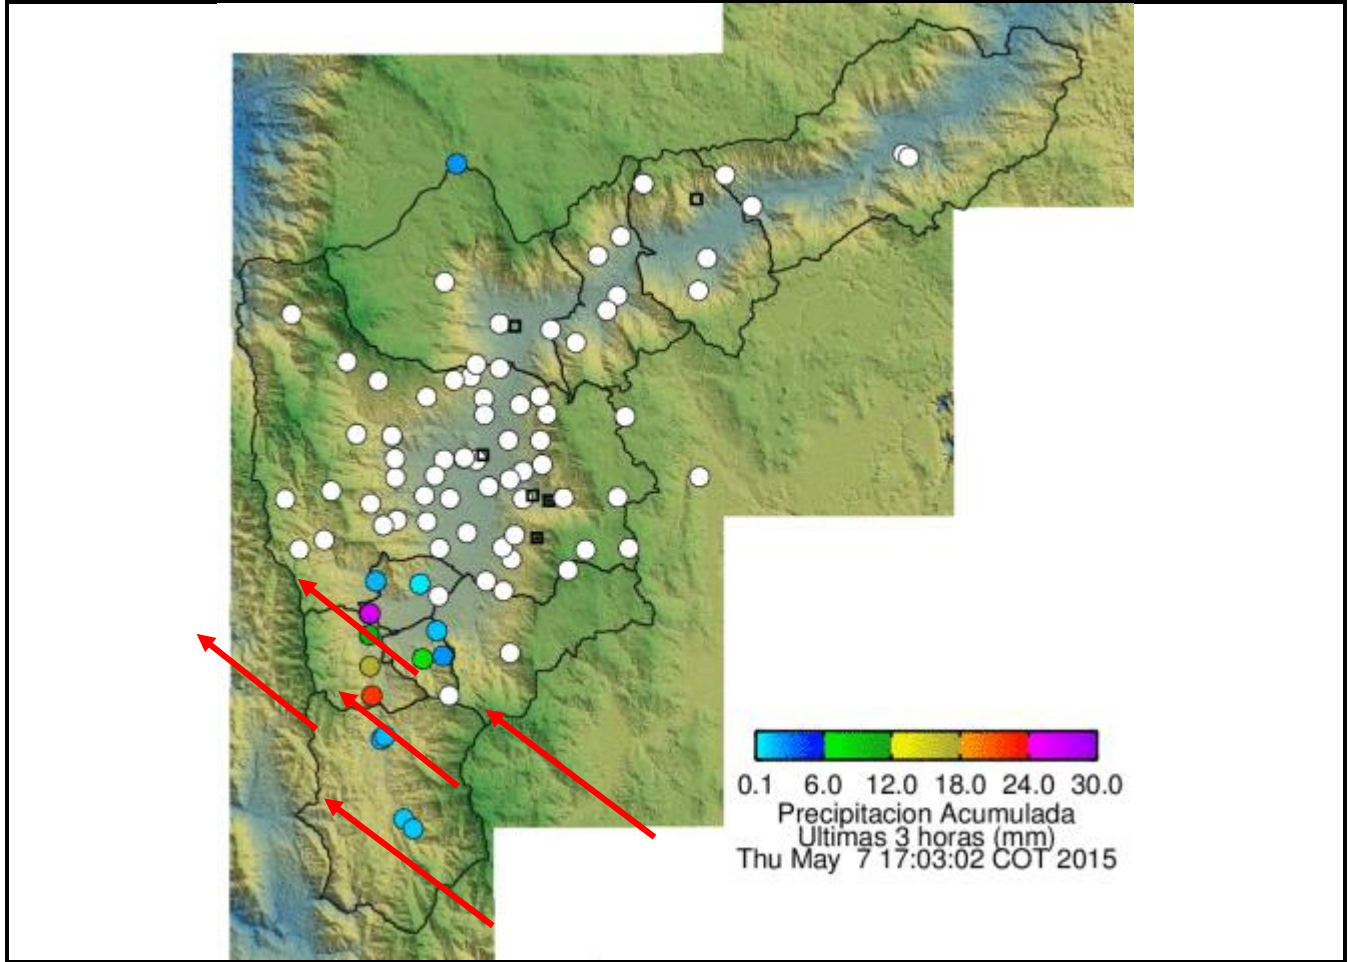 0.1 6.0 12.0 18.0 24.0 30.0
Precipitacion Acumulada
Ultimas 3 horas (mm)
Thu May 7 17:03:02 COT 2015